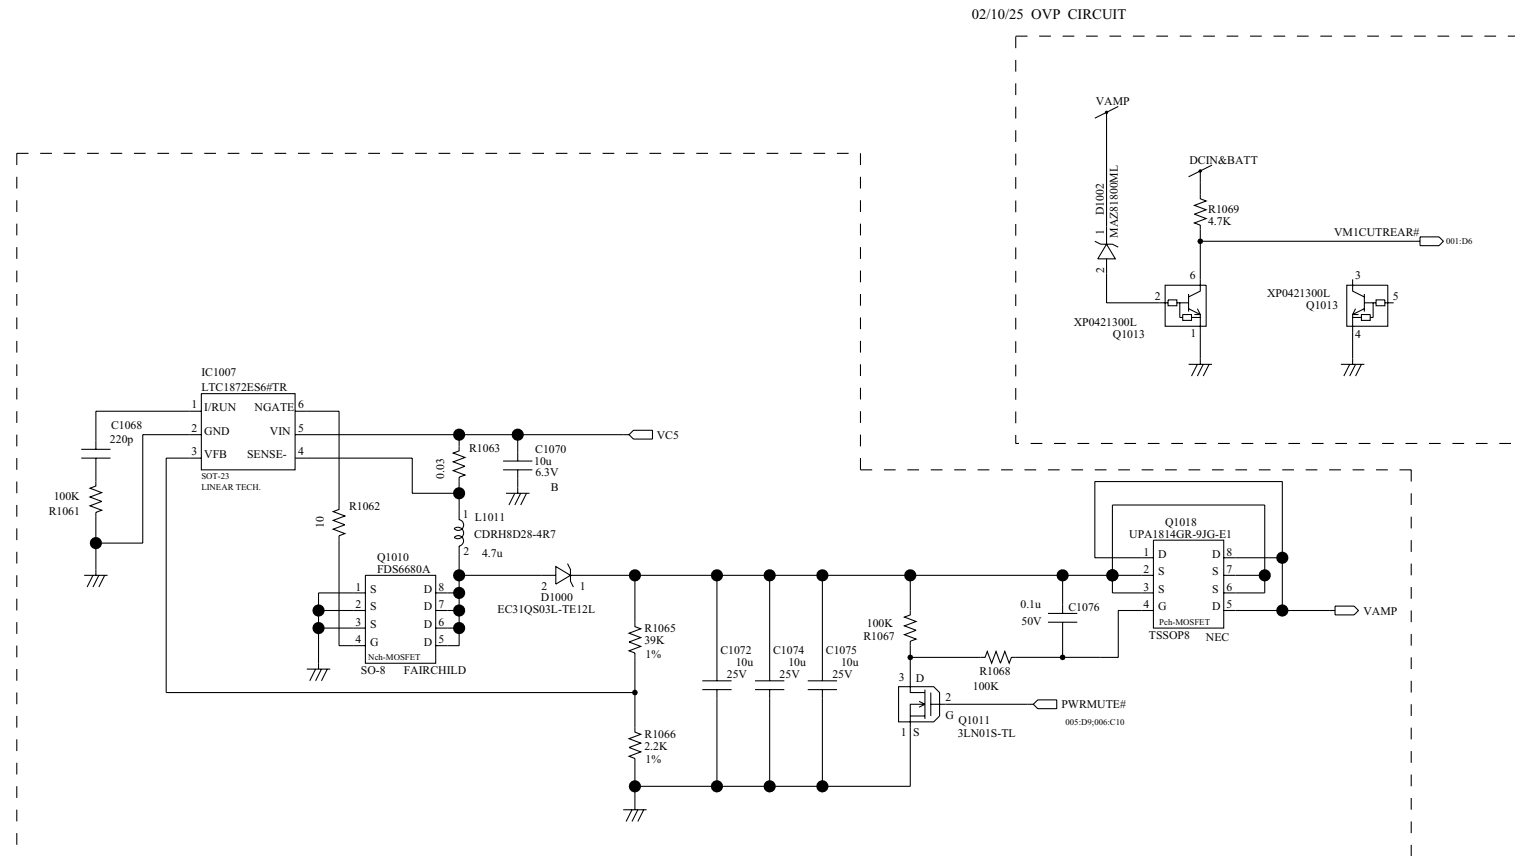 02/10/25 OVP CIRCUIT
VAMP
DCIN&BATT
D1002
MAZ81800ML
1
2
R1069
4.7K
VM1CUTREAR#
001:D6
6
2
1
XP0421300L
Q1013
3
5
4
XP0421300L
Q1013
IC1007
LTC1872ES6#TR
1 I/RUN NGATE 6
2 GND VIN 5
3 VFB SENSE- 4
SOT-23
LINEAR TECH.
C1068
220p
100K
R1061
R1063
0.03
C1070
10u
6.3V
B
VC5
R1062
10
1 L1011
CDRH8D28-4R7
2 4.7u
Q1010
FDS6680A
1 S D 8
2 S D 7
3 S D 6
4 G D 5
Nch-MOSFET
SO-8 FAIRCHILD
2 1
D1000
EC31QS03L-TE12L
R1065
39K
1%
R1066
2.2K
1%
C1072
10u
25V
C1074
10u
25V
C1075
10u
25V
100K
R1067
0.1u
50V
C1076
R1068
100K
3 D
2
G
1 S
Q1011
3LN01S-TL
PWRMUTE#
005:D9;006:C10
Q1018
UPA1814GR-9JG-E1
1 D D 8
2 S S 7
3 S S 6
4 G D 5
Pch-MOSFET
TSSOP8 NEC
VAMP